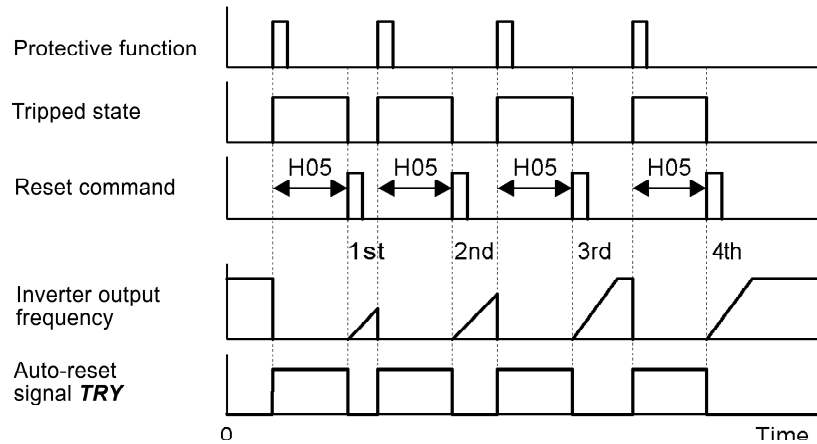 Protective function
Tripped state
Reset command
H05 H05 H05 H05
1st 2nd 3rd 4th
Inverter output
frequency
Auto-reset
signal TRY
0 Time